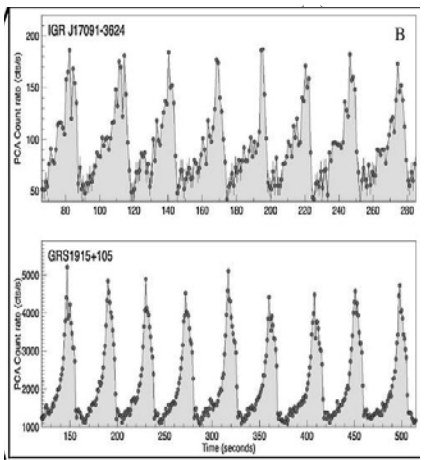 IGR J17091-3624 B
PCA Count rate (cts/s)
200
150
100
50
80 100 120 140 160 180 200 220 240 260 280
GRS1915+105
PCA Count rate (cts/s)
5000
4000
3000
2000
1000
150 200 250 300 350 400 450 500
Time (seconds)